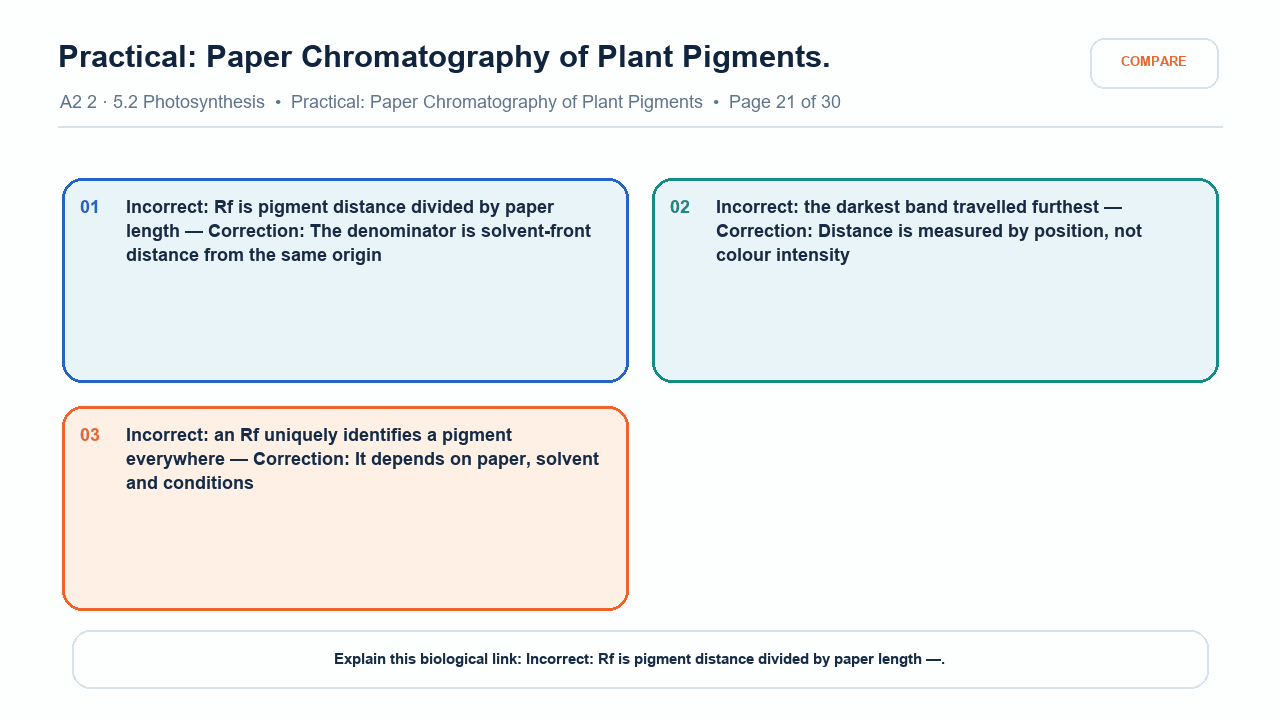 Practical: Paper Chromatography of Plant Pigments.
COMPARE
A2 2 · 5.2 Photosynthesis • Practical: Paper Chromatography of Plant Pigments • Page 21 of 30
01
Incorrect: Rf is pigment distance divided by paper
length — Correction: The denominator is solvent-front
distance from the same origin
02
Incorrect: the darkest band travelled furthest —
Correction: Distance is measured by position, not
colour intensity
03
Incorrect: an Rf uniquely identifies a pigment
everywhere — Correction: It depends on paper, solvent
and conditions
Explain this biological link: Incorrect: Rf is pigment distance divided by paper length —.